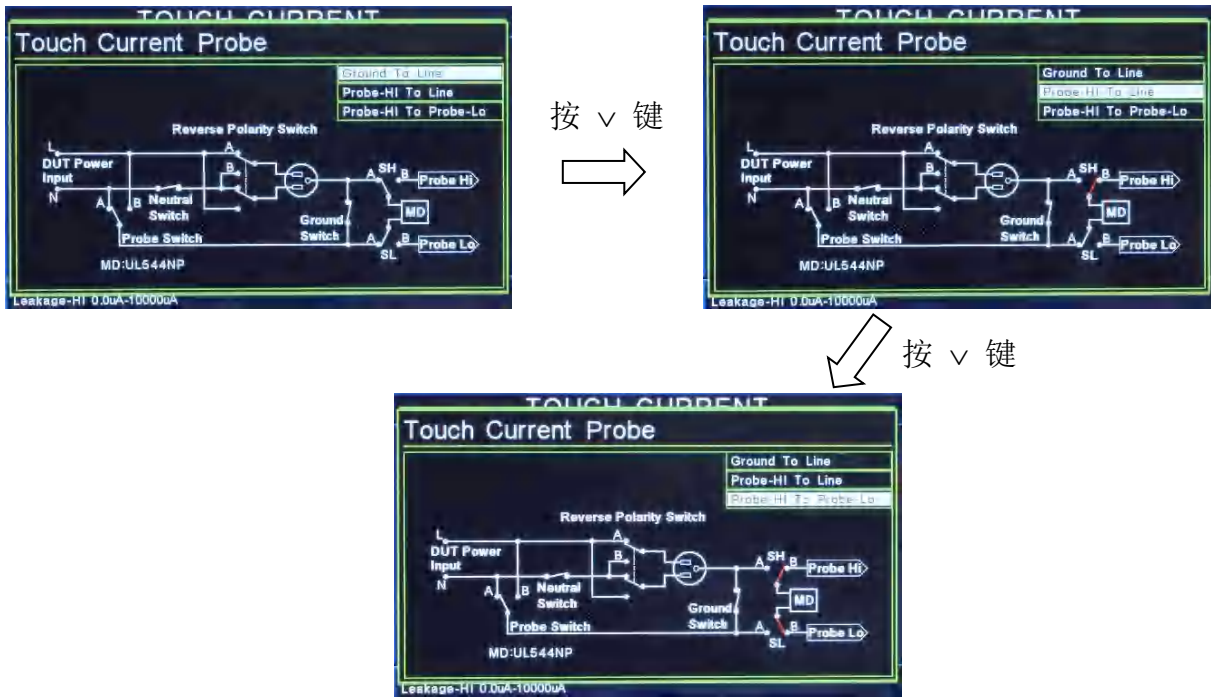 TOUCH CURRENT
Touch Current Probe
Ground To Line
Probe-HI To Line
Probe-HI To Probe-Lo
Reverse Polarity Switch
L
DUT Power
Input
N
A
B
Neutral
Switch
A
B
A
SH
B
Probe Hi
MD
Ground
Switch
Probe Switch
A
B
Probe Lo
SL
MD:UL544NP
Leakage-HI 0.0uA-10000uA
按 ∨ 键
TOUCH CURRENT
Touch Current Probe
Ground To Line
Probe-HI To Line
Probe-HI To Probe-Lo
Reverse Polarity Switch
L
DUT Power
Input
N
A
B
Neutral
Switch
A
B
A
SH
B
Probe Hi
MD
Ground
Switch
Probe Switch
A
B
Probe Lo
SL
MD:UL544NP
Leakage-HI 0.0uA-10000uA
按 ∨ 键
TOUCH CURRENT
Touch Current Probe
Ground To Line
Probe-HI To Line
Probe-HI To Probe-Lo
Reverse Polarity Switch
L
DUT Power
Input
N
A
B
Neutral
Switch
A
B
A
SH
B
Probe Hi
MD
Ground
Switch
Probe Switch
A
B
Probe Lo
SL
MD:UL544NP
Leakage-HI 0.0uA-10000uA